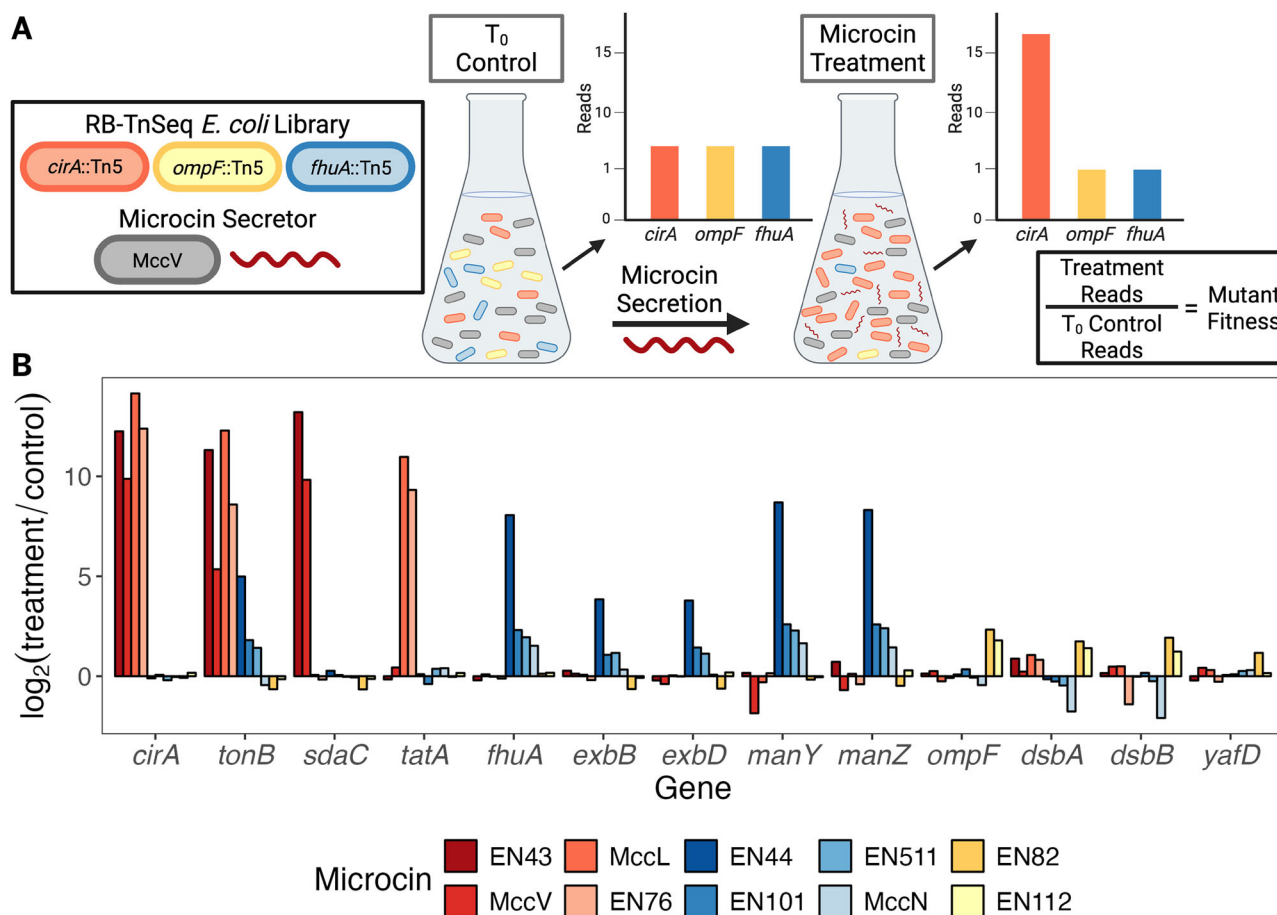 A
RB-TnSeq E. coli Library
cirA::Tn5 ompF::Tn5 fhuA::Tn5
Microcin Secretor
MccV
T₀
Control
Reads
15
10
1
0
cirA ompF fhuA
Microcin
Secretion
Microcin
Treatment
Reads
15
10
1
0
cirA ompF fhuA
Treatment
Reads
T₀ Control
Reads
= Mutant
Fitness
B
log₂(treatment/control)
10
5
0
cirA tonB sdaC tatA fhuA exbB exbD manY manZ ompF dsbA dsbB yafD
Gene
Microcin
EN43 MccL EN44 EN511 EN82
MccV EN76 EN101 MccN EN112